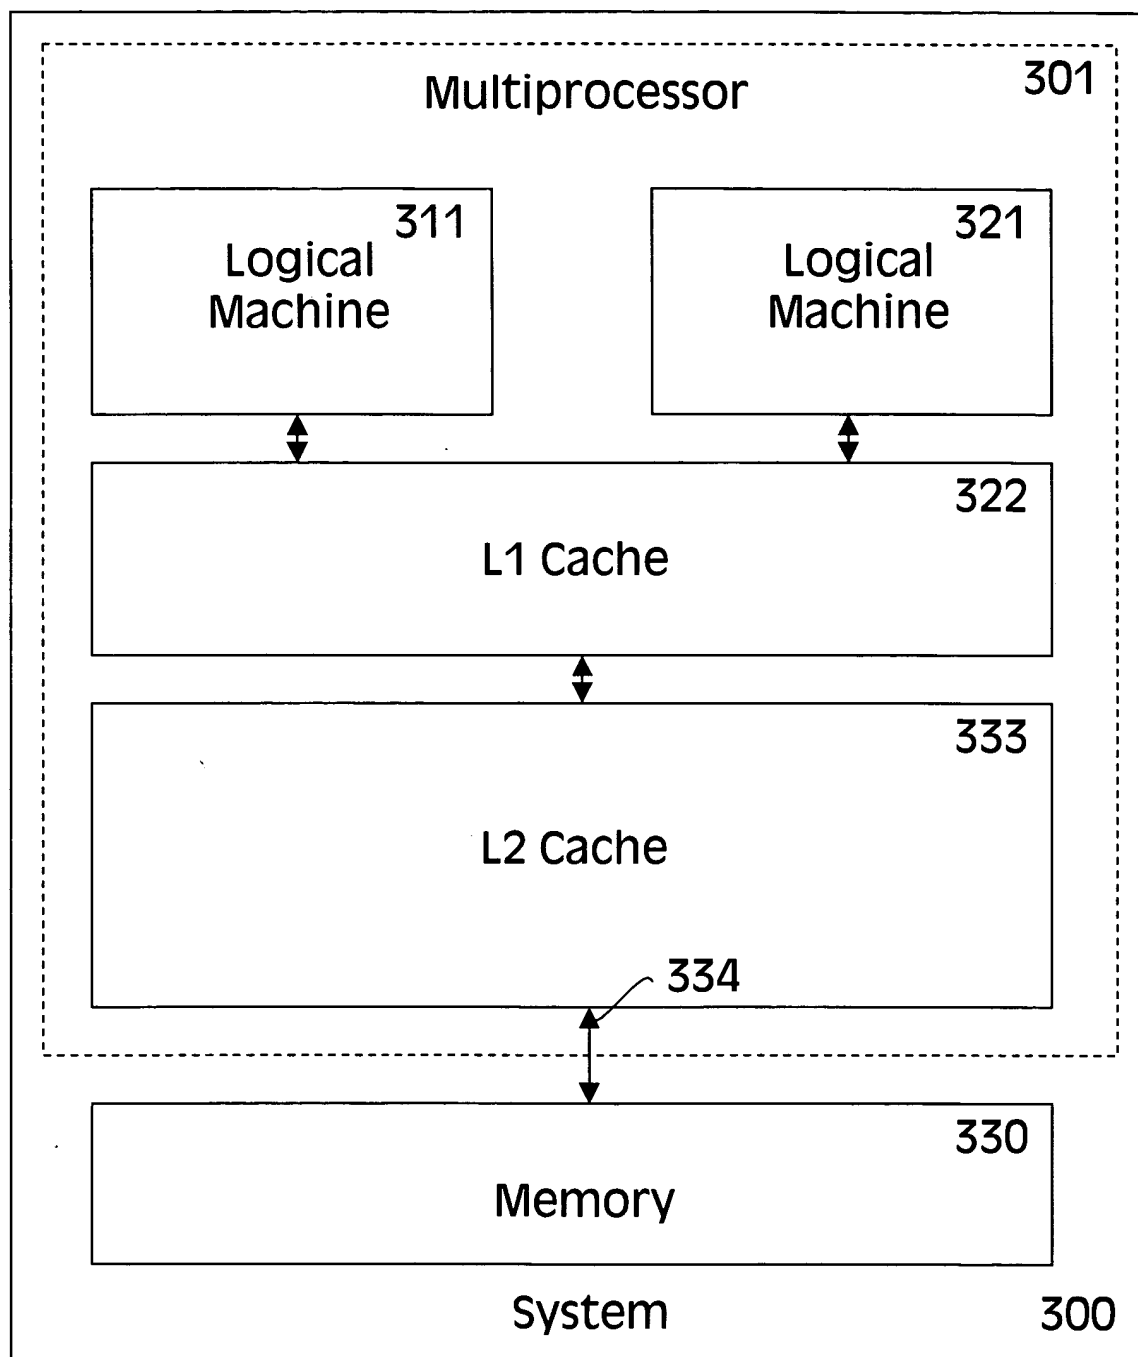 Multiprocessor
301
311
Logical
Machine
321
Logical
Machine
322
L1 Cache
333
L2 Cache
334
330
Memory
System
300